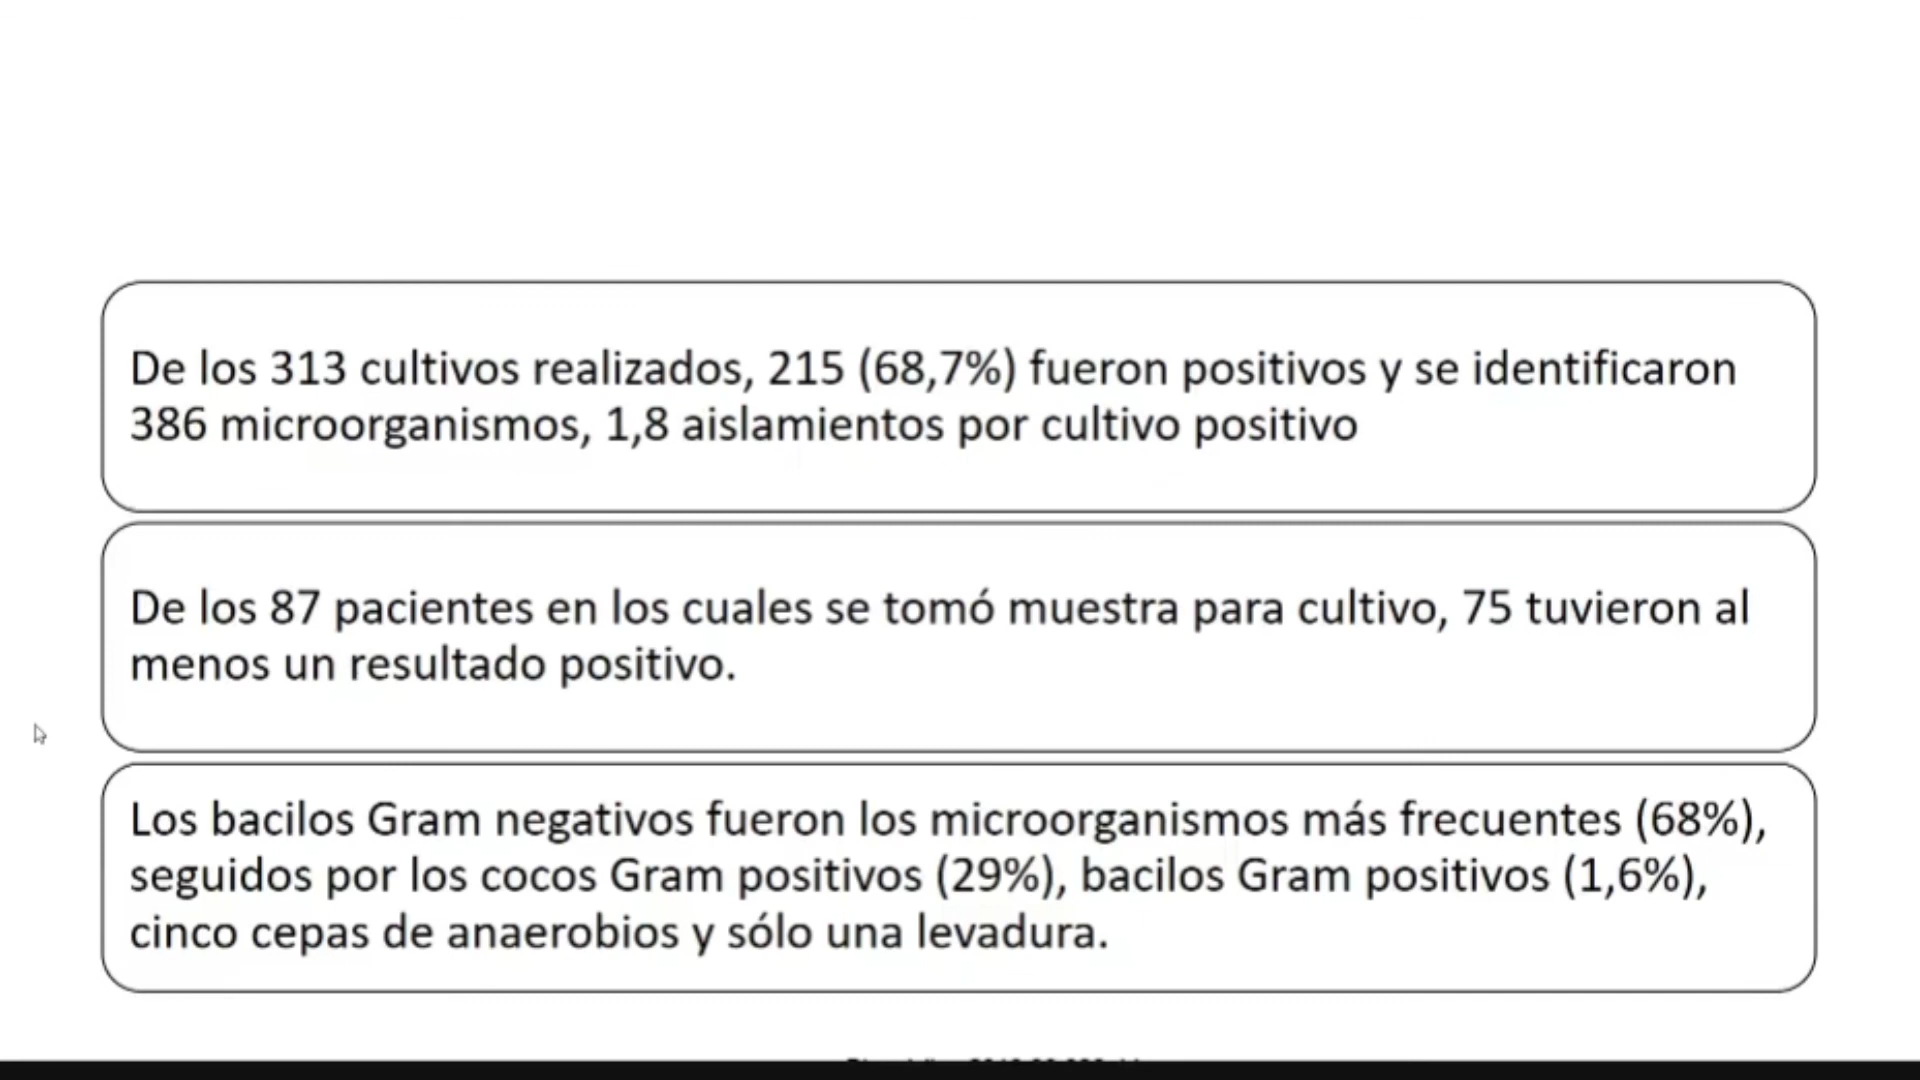 De los 313 cultivos realizados, 215 (68,7%) fueron positivos y se identificaron
386 microorganismos, 1,8 aislamientos por cultivo positivo
De los 87 pacientes en los cuales se tomó muestra para cultivo, 75 tuvieron al
menos un resultado positivo.
Los bacilos Gram negativos fueron los microorganismos más frecuentes (68%),
seguidos por los cocos Gram positivos (29%), bacilos Gram positivos (1,6%),
cinco cepas de anaerobios y sólo una levadura.